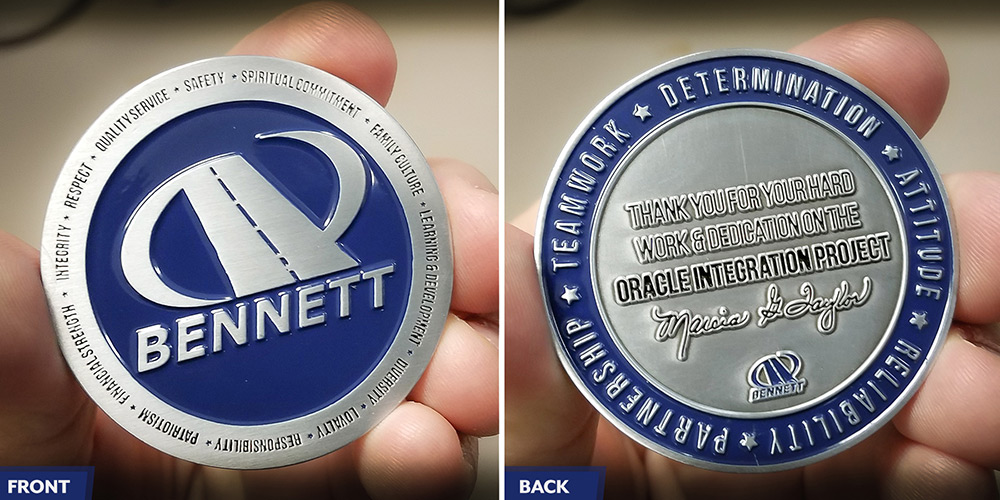 SAFETY * SPIRITUAL COMMITMENT * FAMILY CULTURE * LEARNING & DEVELOPMENT * DIVERSITY * LOYALTY * RESPONSIBILITY * PATRIOTISM * FINANCIAL STRENGTH * INTEGRITY * RESPECT * QUALITY SERVICE *
BENNETT
FRONT
TEAMWORK ★ DETERMINATION ★ ATTITUDE ★ RELIABILITY ★ PARTNERSHIP ★
THANK YOU FOR YOUR HARD
WORK & DEDICATION ON THE
ORACLE INTEGRATION PROJECT
Marcia G Taylor
BENNETT
BACK